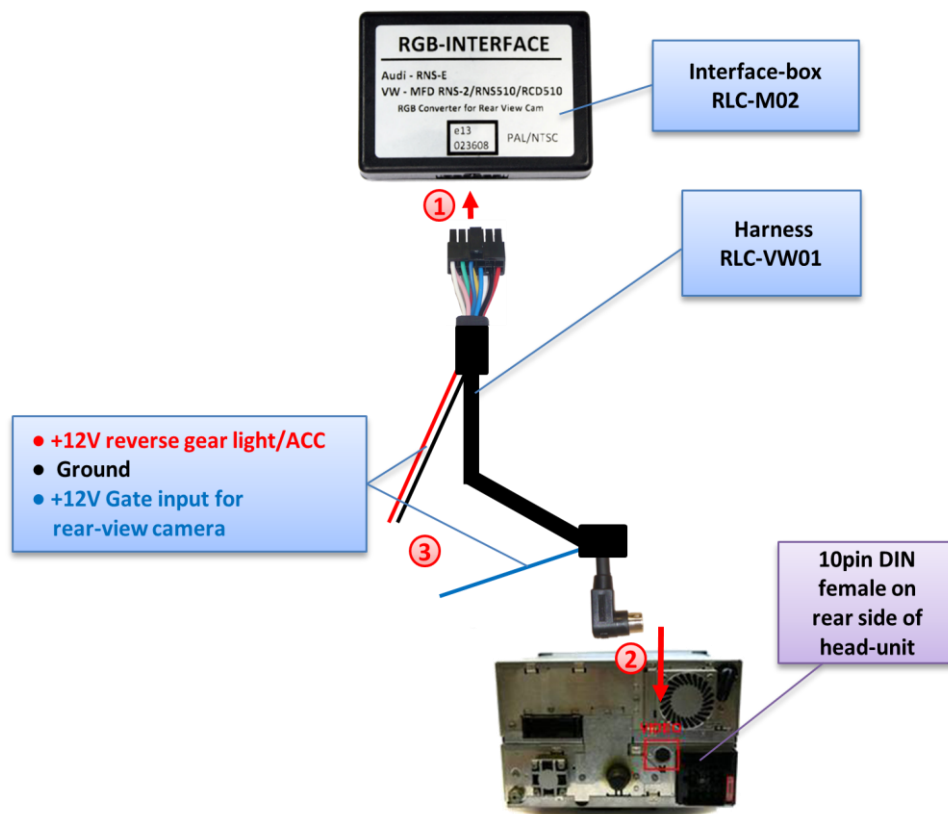 RGB-INTERFACE
Audi - RNS-E
VW - MFD RNS-2/RNS510/RCD510
RGB Converter for Rear View Cam
e13
023608
PAL/NTSC
Interface-box
RLC-M02
1
Harness
RLC-VW01
● +12V reverse gear light/ACC
● Ground
● +12V Gate input for
rear-view camera
3
10pin DIN
female on
rear side of
head-unit
2
VIDEO